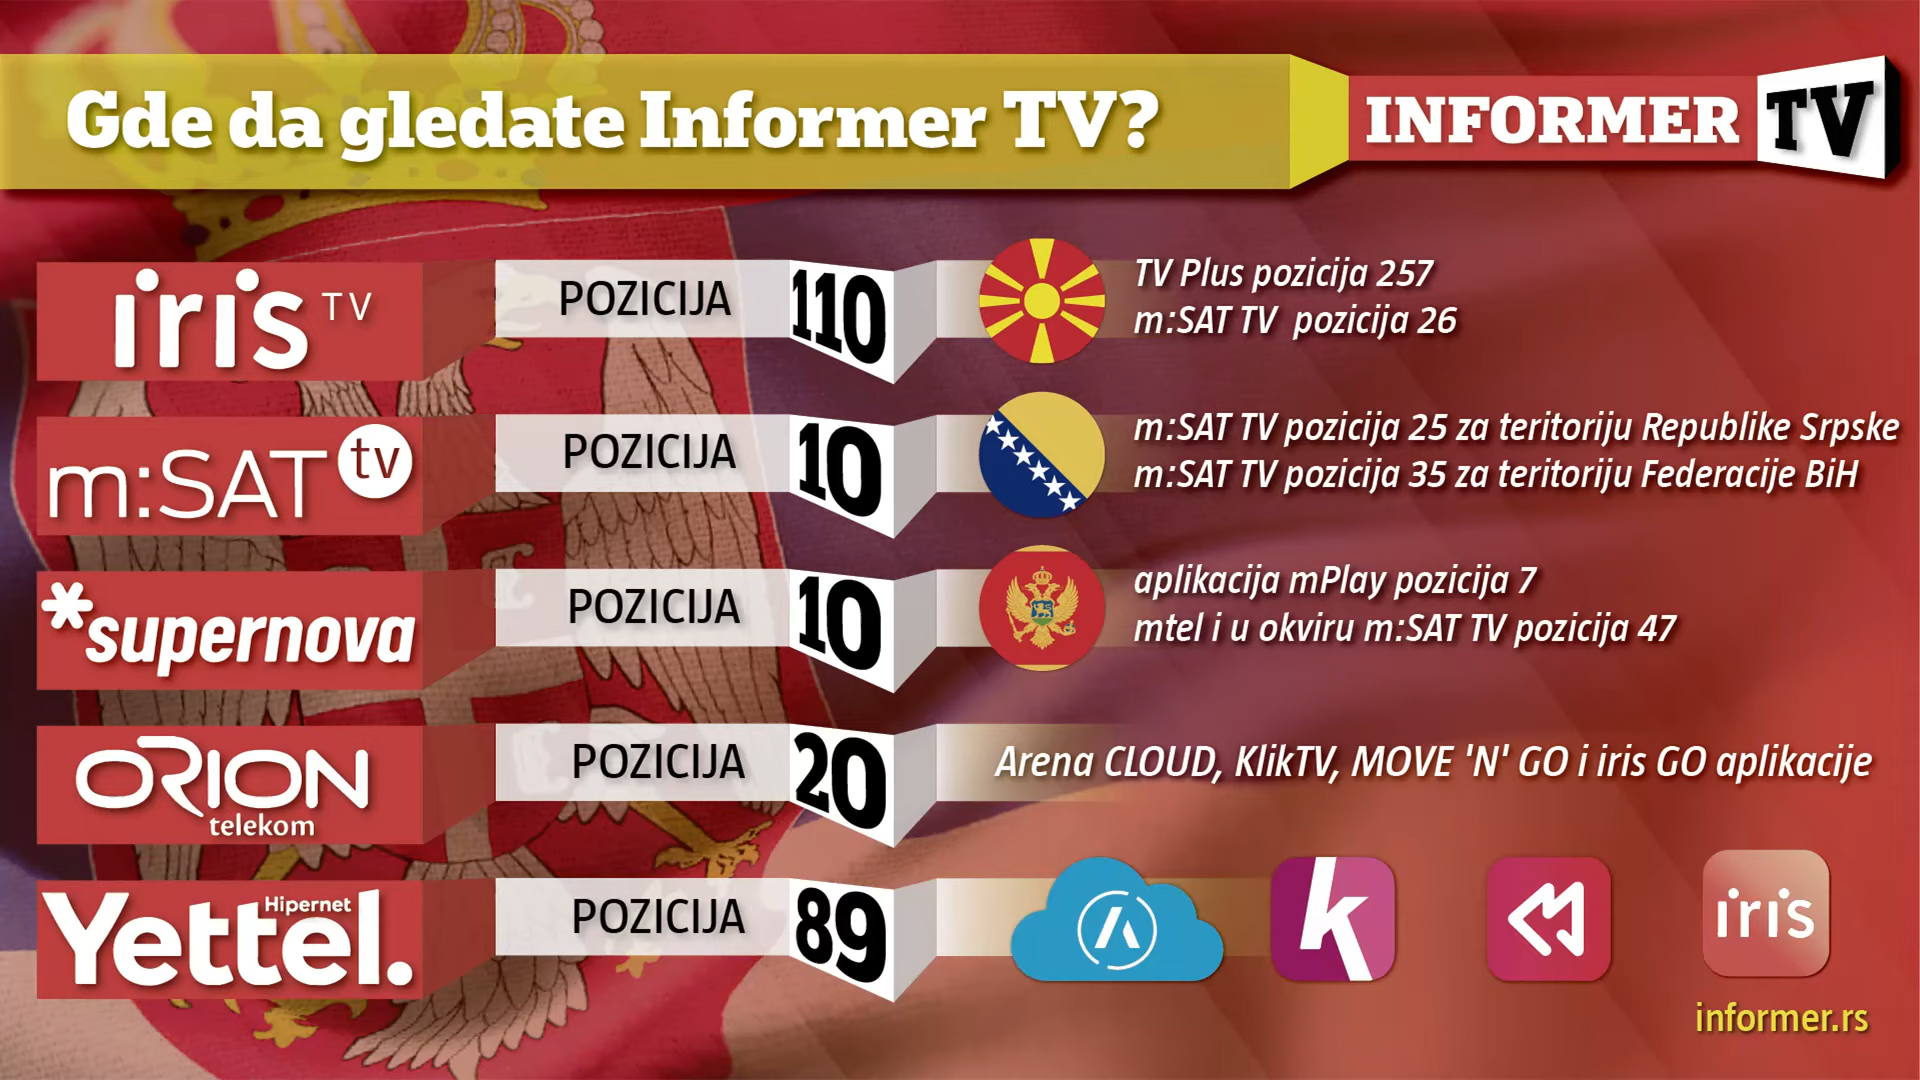 Gde da gledate Informer TV?
INFORMER TV
iris TV
POZICIJA 110
m:SAT tv
POZICIJA 10
*supernova
POZICIJA 10
ORION
telekom
POZICIJA 20
Hipernet
Yettel.
POZICIJA 89
TV Plus pozicija 257
m:SAT TV pozicija 26
m:SAT TV pozicija 25 za teritoriju Republike Srpske
m:SAT TV pozicija 35 za teritoriju Federacije BiH
aplikacija mPlay pozicija 7
mtel i u okviru m:SAT TV pozicija 47
Arena CLOUD, KlikTV, MOVE 'N' GO i iris GO aplikacije
k
iris
informer.rs